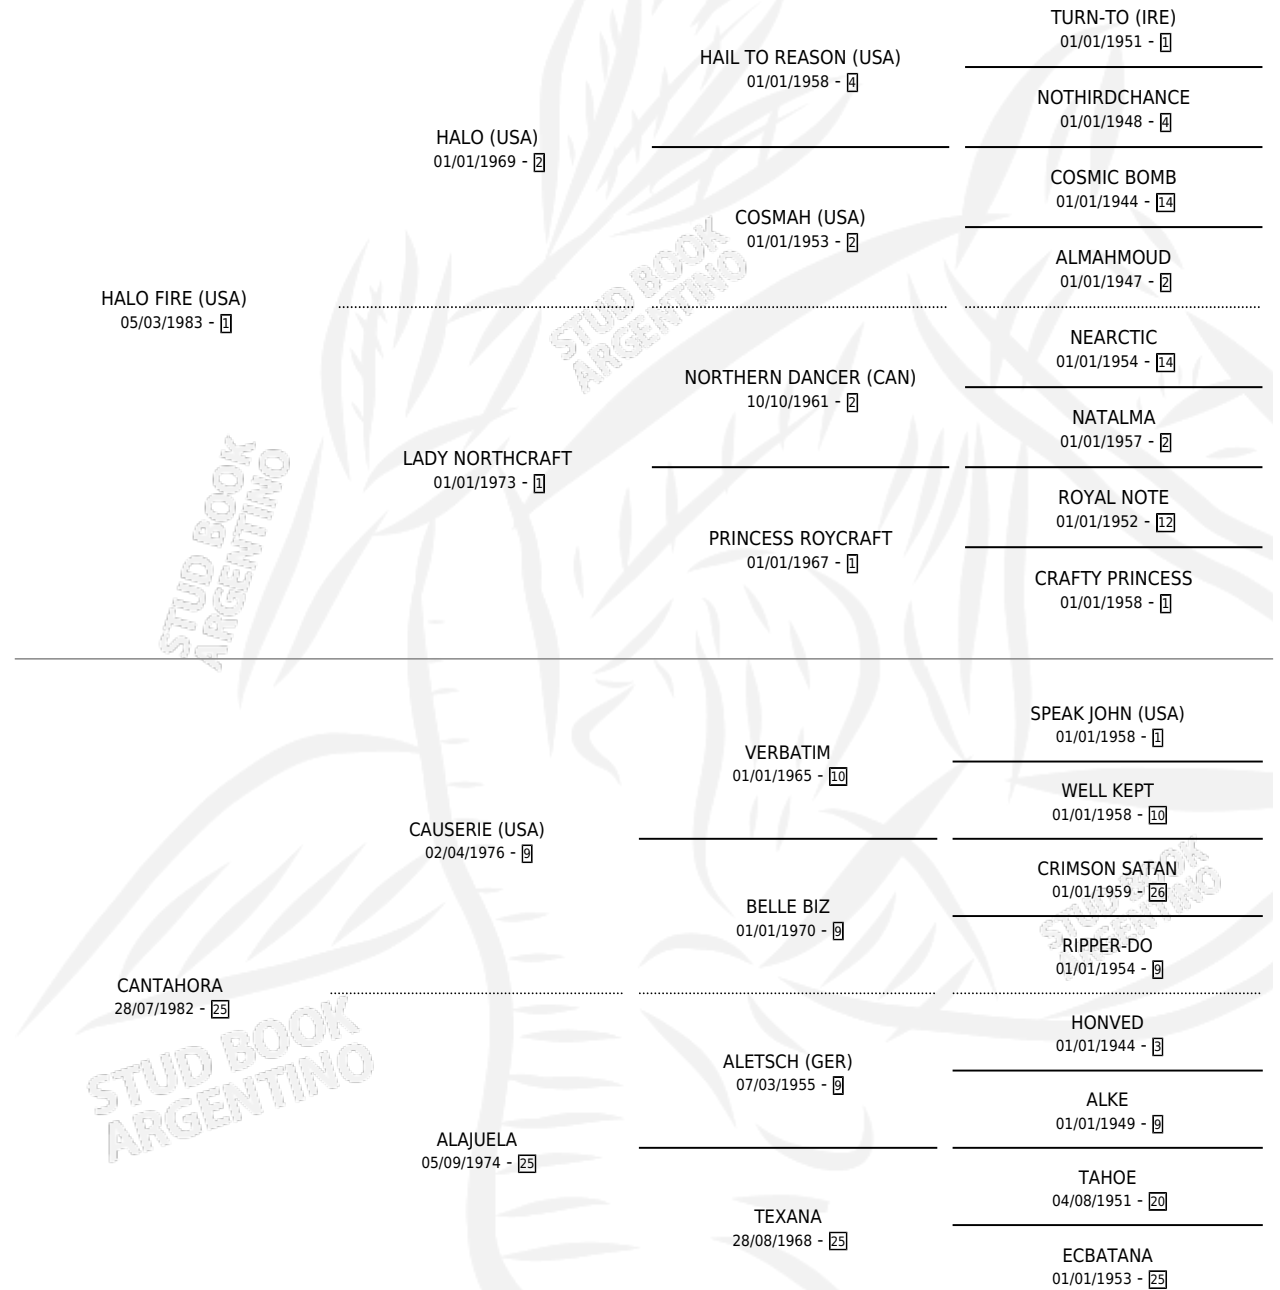 TURN-TO (IRE)
01/01/1951 - 1
HAIL TO REASON (USA)
01/01/1958 - 4
NOTHIRDCHANCE
01/01/1948 - 4
HALO (USA)
01/01/1969 - 2
COSMIC BOMB
01/01/1944 - 14
COSMAH (USA)
01/01/1953 - 2
ALMAHMOUD
01/01/1947 - 2
HALO FIRE (USA)
05/03/1983 - 1
NEARCTIC
01/01/1954 - 14
NORTHERN DANCER (CAN)
10/10/1961 - 2
NATALMA
01/01/1957 - 2
LADY NORTHCRAFT
01/01/1973 - 1
ROYAL NOTE
01/01/1952 - 12
PRINCESS ROYCRAFT
01/01/1967 - 1
CRAFTY PRINCESS
01/01/1958 - 1
SPEAK JOHN (USA)
01/01/1958 - 1
VERBATIM
01/01/1965 - 10
WELL KEPT
01/01/1958 - 10
CAUSERIE (USA)
02/04/1976 - 9
CRIMSON SATAN
01/01/1959 - 26
BELLE BIZ
01/01/1970 - 9
RIPPER-DO
01/01/1954 - 9
CANTAHORA
28/07/1982 - 25
HONVED
01/01/1944 - 3
ALETSCH (GER)
07/03/1955 - 9
ALKE
01/01/1949 - 9
ALAJUELA
05/09/1974 - 25
TAHOE
04/08/1951 - 20
TEXANA
28/08/1968 - 25
ECBATANA
01/01/1953 - 25
STUD BOOK
ARGENTINO
STUD BOOK
ARGENTINO
STUD BOOK
ARGENTINO
STUD BOOK
ARGENTINO